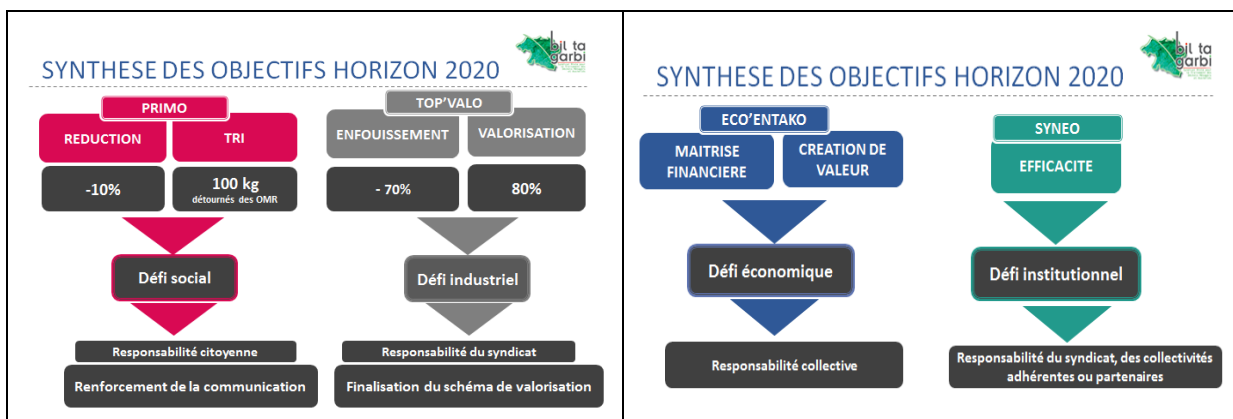 bil ta
garbi
SYNTHESE DES OBJECTIFS HORIZON 2020
PRIMO
REDUCTION
TRI
-10%
100 kg
détournés des OMR
Défi social
Responsabilité citoyenne
Renforcement de la communication
TOP'VALO
ENFOUISSEMENT
VALORISATION
- 70%
80%
Défi industriel
Responsabilité du syndicat
Finalisation du schéma de valorisation
bil ta
garbi
SYNTHESE DES OBJECTIFS HORIZON 2020
ECO'ENTAKO
MAITRISE
FINANCIERE
CREATION DE
VALEUR
Défi économique
Responsabilité collective
SYNEO
EFFICACITE
Défi institutionnel
Responsabilité du syndicat, des collectivités
adhérentes ou partenaires